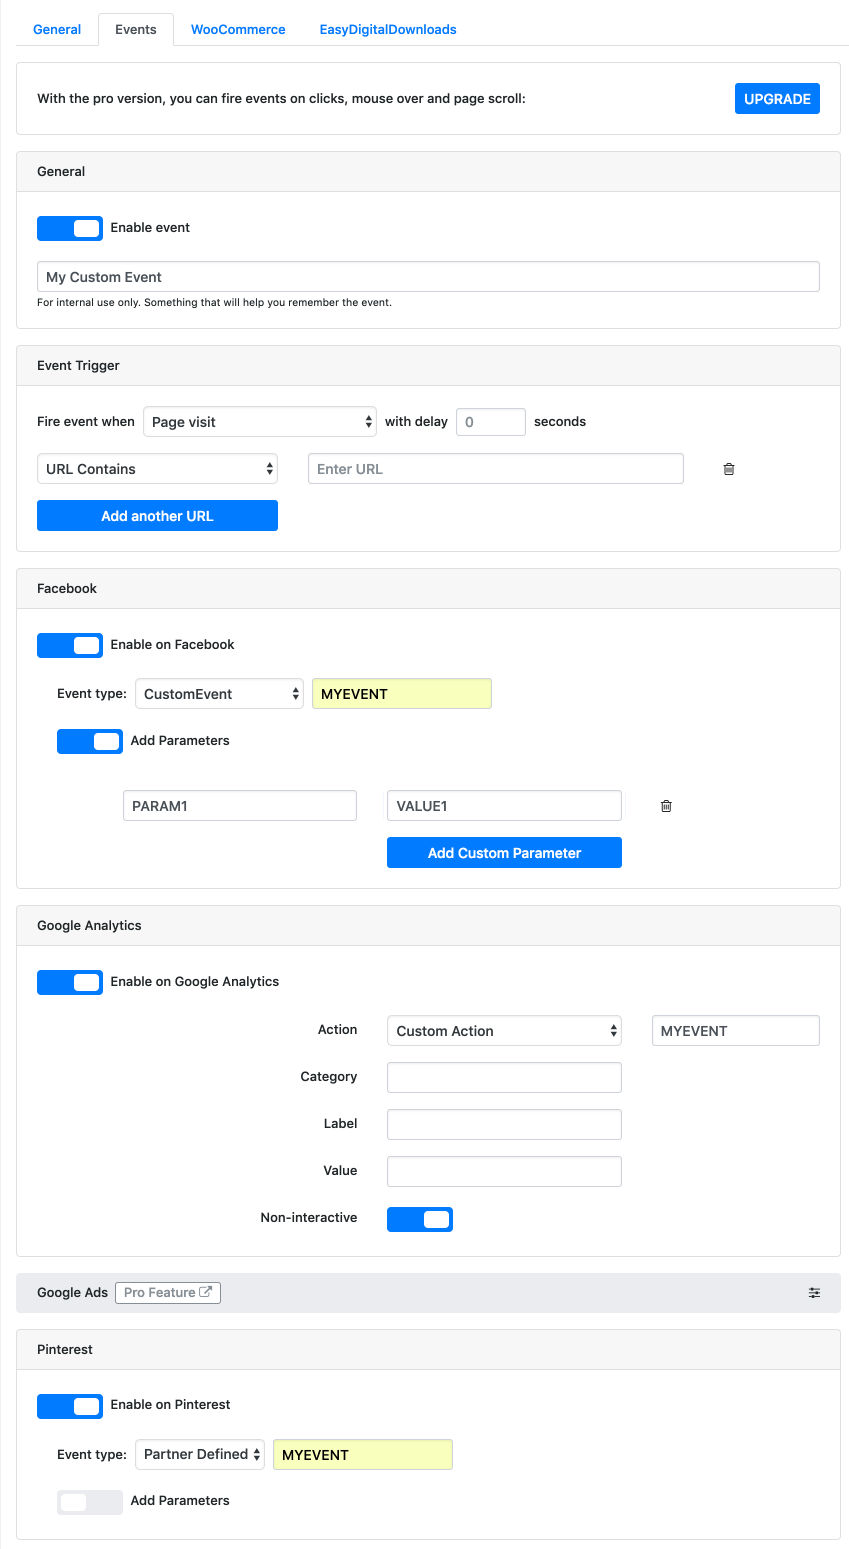 General Events WooCommerce EasyDigitalDownloads
With the pro version, you can fire events on clicks, mouse over and page scroll: UPGRADE
General
Enable event
My Custom Event
For internal use only. Something that will help you remember the event.
Event Trigger
Fire event when Page visit with delay 0 seconds
URL Contains Enter URL
Add another URL
Facebook
Enable on Facebook
Event type: CustomEvent MYEVENT
Add Parameters
PARAM1 VALUE1
Add Custom Parameter
Google Analytics
Enable on Google Analytics
Action Custom Action MYEVENT
Category
Label
Value
Non-interactive
Google Ads Pro Feature
Pinterest
Enable on Pinterest
Event type: Partner Defined MYEVENT
Add Parameters